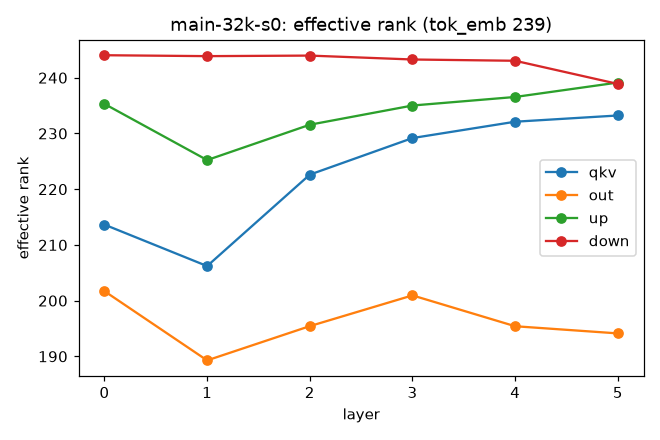 main-32k-s0: effective rank (tok_emb 239)
effective rank
240
230
220
210
200
190
qkv
out
up
down
0 1 2 3 4 5
layer